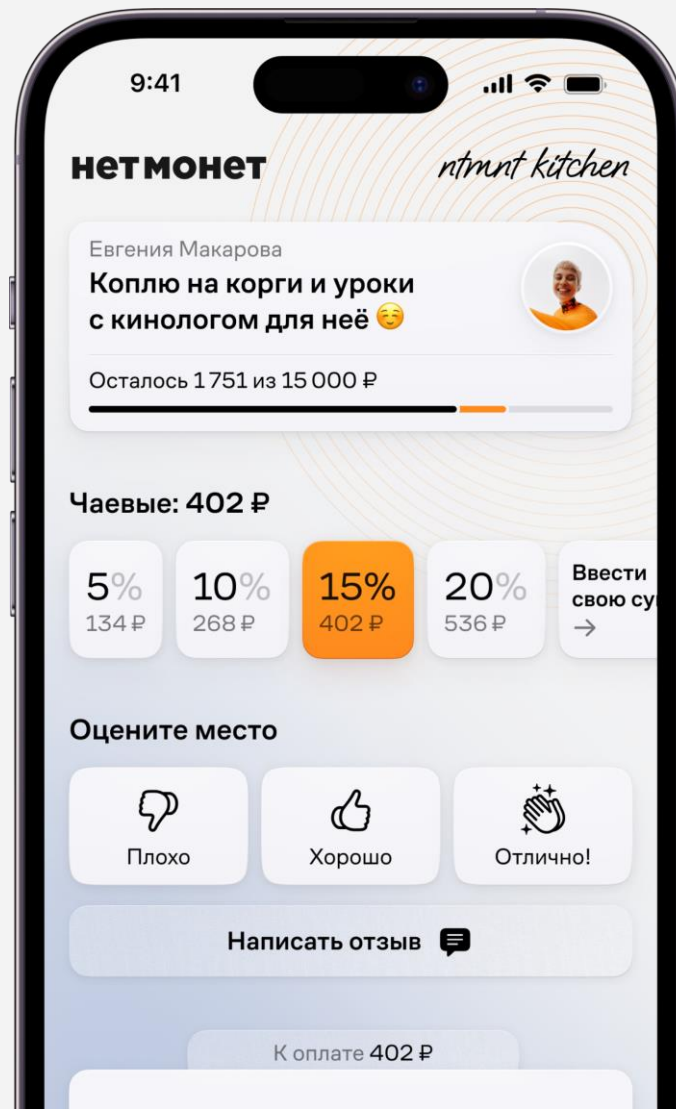 9:41
нетмонет
ntmnt kitchen
Евгения Макарова
Коплю на корги и уроки
с кинологом для неё ☺️
Осталось 1 751 из 15 000 ₽
Чаевые: 402 ₽
5%
134 ₽
10%
268 ₽
15%
402 ₽
20%
536 ₽
Ввести
свою
→
Оцените место
Плохо
Хорошо
Отлично!
Написать отзыв
К оплате 402 ₽